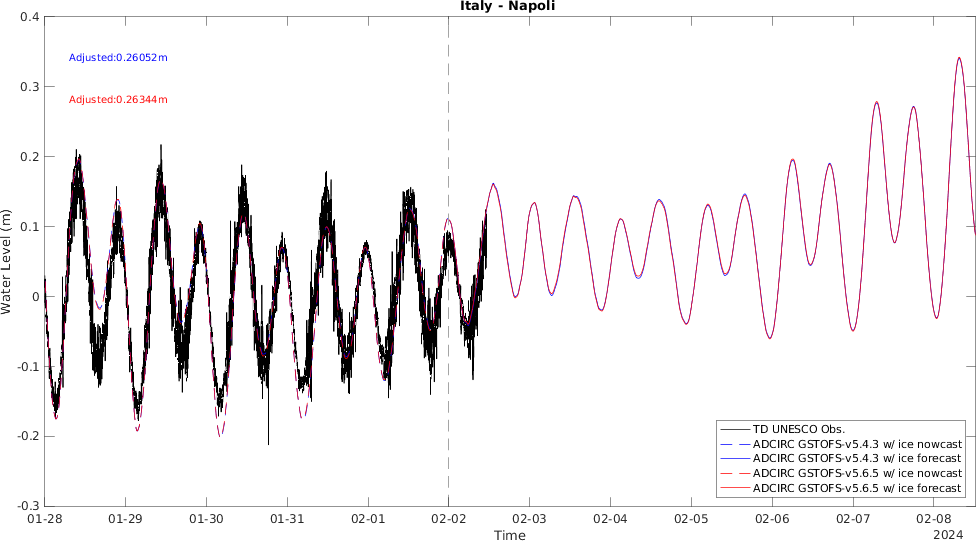 Italy - Napoli
Adjusted:0.26052m
Adjusted:0.26344m
Water Level (m)
0.4
0.3
0.2
0.1
0
-0.1
-0.2
-0.3
TD UNESCO Obs.
ADCIRC GSTOFS-v5.4.3 w/ ice nowcast
ADCIRC GSTOFS-v5.4.3 w/ ice forecast
ADCIRC GSTOFS-v5.6.5 w/ ice nowcast
ADCIRC GSTOFS-v5.6.5 w/ ice forecast
01-28 01-29 01-30 01-31 02-01 02-02 02-03 02-04 02-05 02-06 02-07 02-08
Time
2024